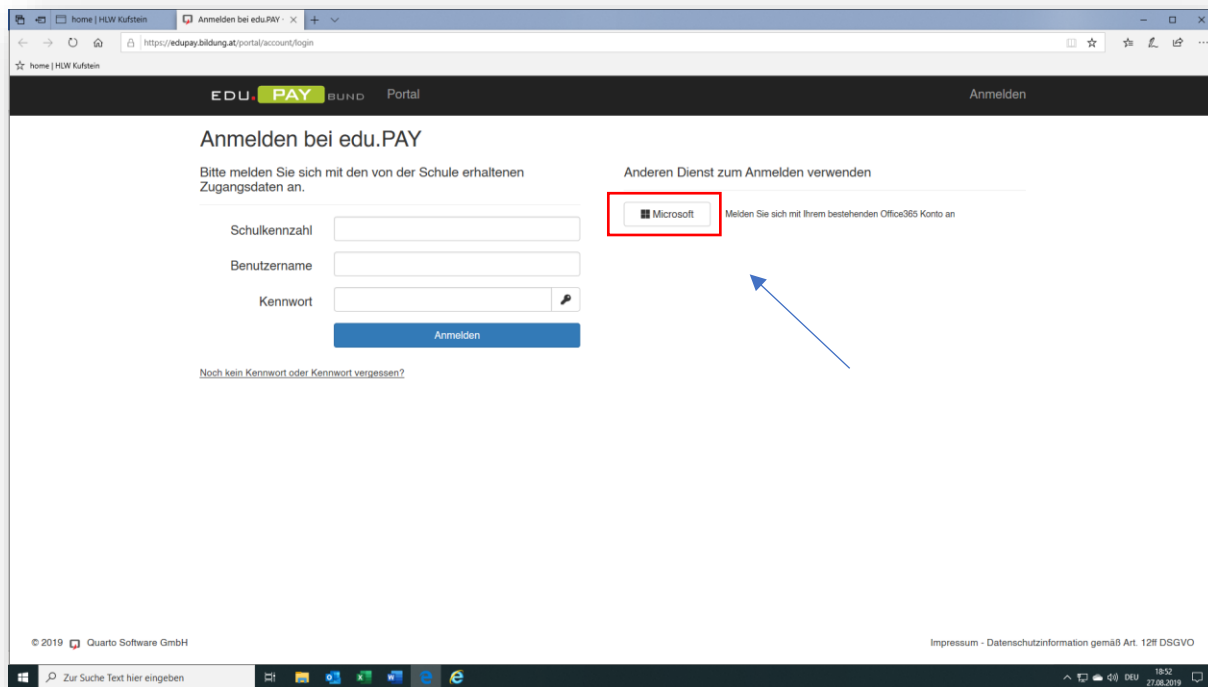 home | HLW Kufstein
Anmelden bei edu.PAY ·
https://edupay.bildung.at/portal/account/login
home | HLW Kufstein
EDU. PAY BUND Portal Anmelden
Anmelden bei edu.PAY
Bitte melden Sie sich mit den von der Schule erhaltenen
Zugangsdaten an.
Schulkennzahl
Benutzername
Kennwort
Anmelden
Noch kein Kennwort oder Kennwort vergessen?
Anderen Dienst zum Anmelden verwenden
Microsoft Melden Sie sich mit Ihrem bestehenden Office365 Konto an
© 2019 Quarto Software GmbH
Impressum - Datenschutzinformation gemäß Art. 12ff DSGVO
Zur Suche Text hier eingeben
DEU
18:52
27.08.2019